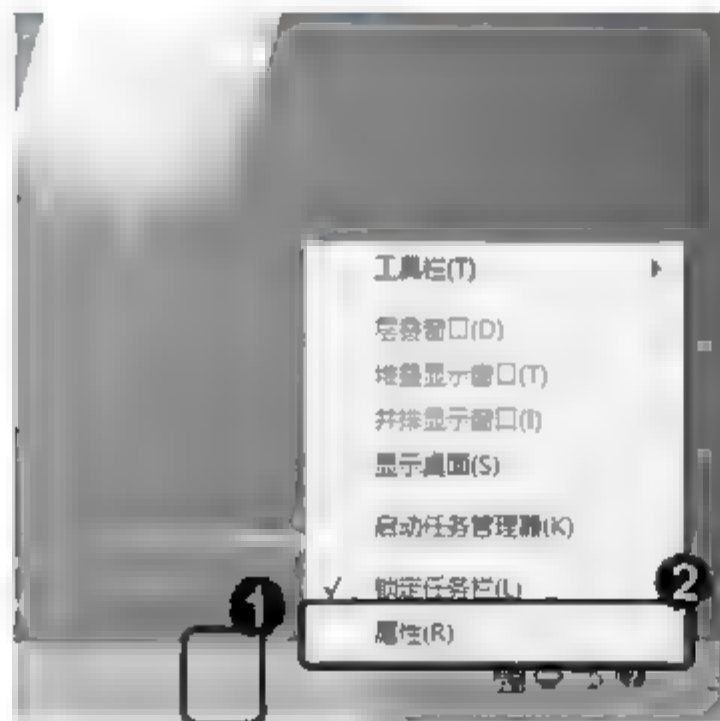 工具栏(T)
层叠窗口(D)
堆叠显示窗口(T)
并排显示窗口(I)
显示桌面(S)
启动任务管理器(K)
1
锁定任务栏(L)
2
属性(R)